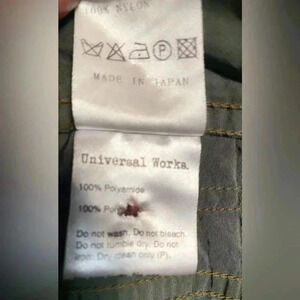 100% NYLON
MADE IN JAPAN
Universal Works
100% Polyamide
100%
Do not wash. Do not bleach.
Do not tumble dry. Do not
iron. Dry clean only (P).